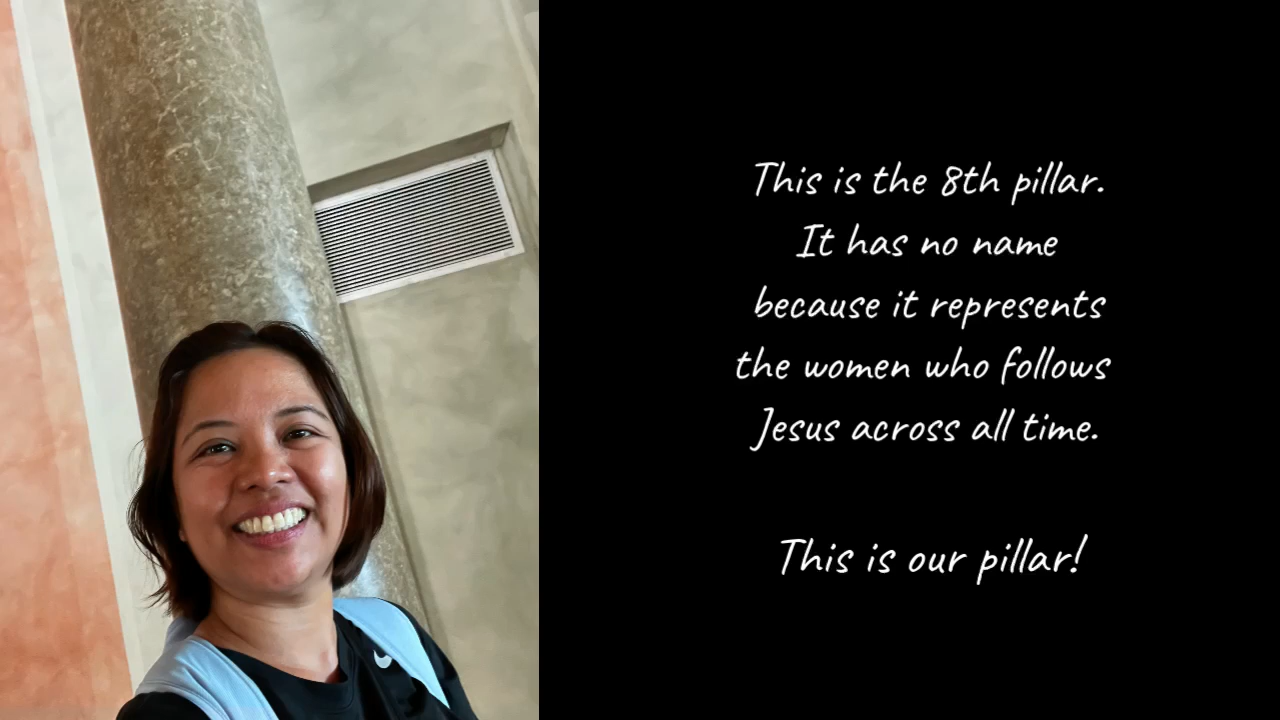 This is the 8th pillar.
It has no name
because it represents
the women who follows
Jesus across all time.
This is our pillar!